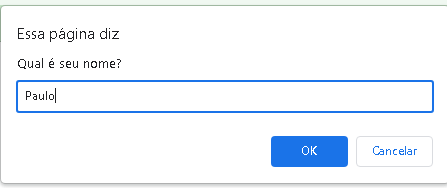 Essa página diz
Qual é seu nome?
Paulo
OK
Cancelar